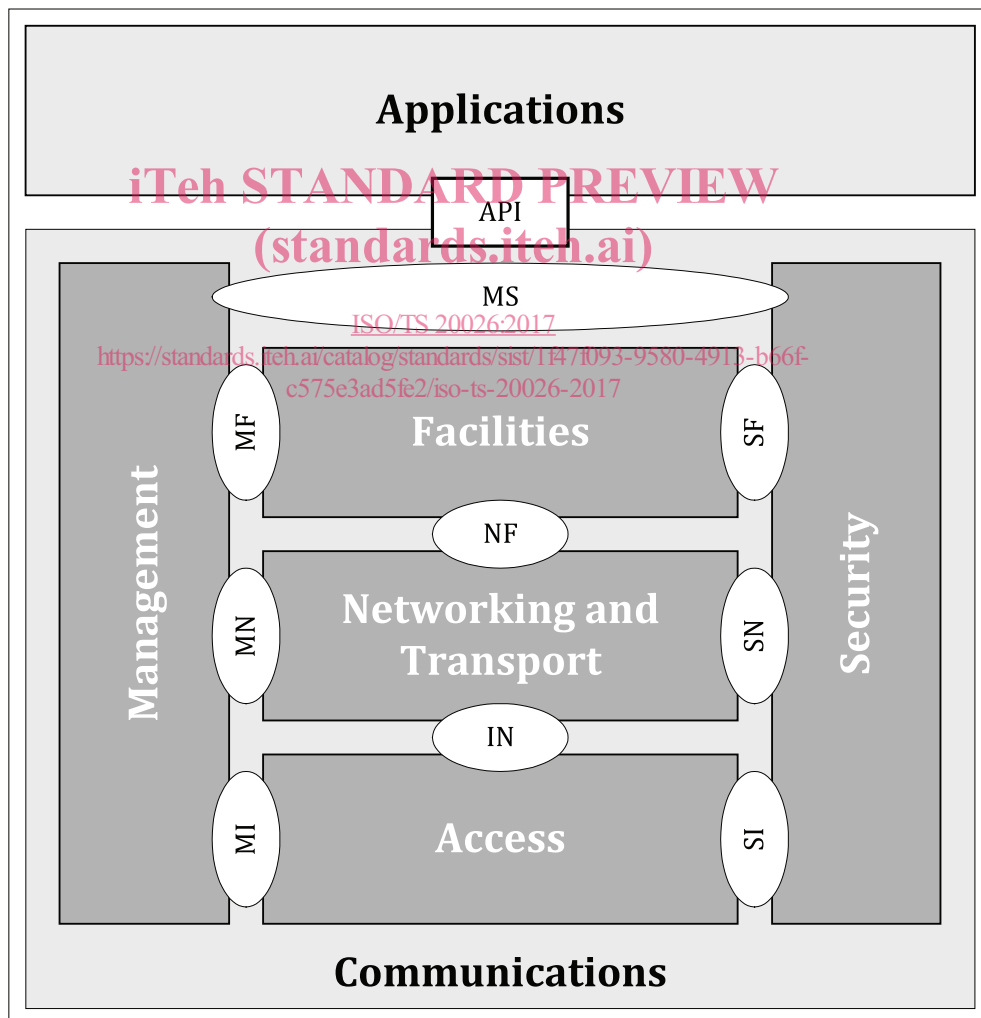 Applications
iTeh STANDARD PREVIEW
API
(standards.iteh.ai)
MS
ISO/TS 20026:2017
https://standards.iteh.ai/catalog/standards/sist/1f47f093-9580-4913-b66f-
c575e3ad5fe2/iso-ts-20026-2017
MF
Facilities
SF
NF
Management
Security
MN
Networking and
Transport
SN
IN
MI
Access
SI
Communications